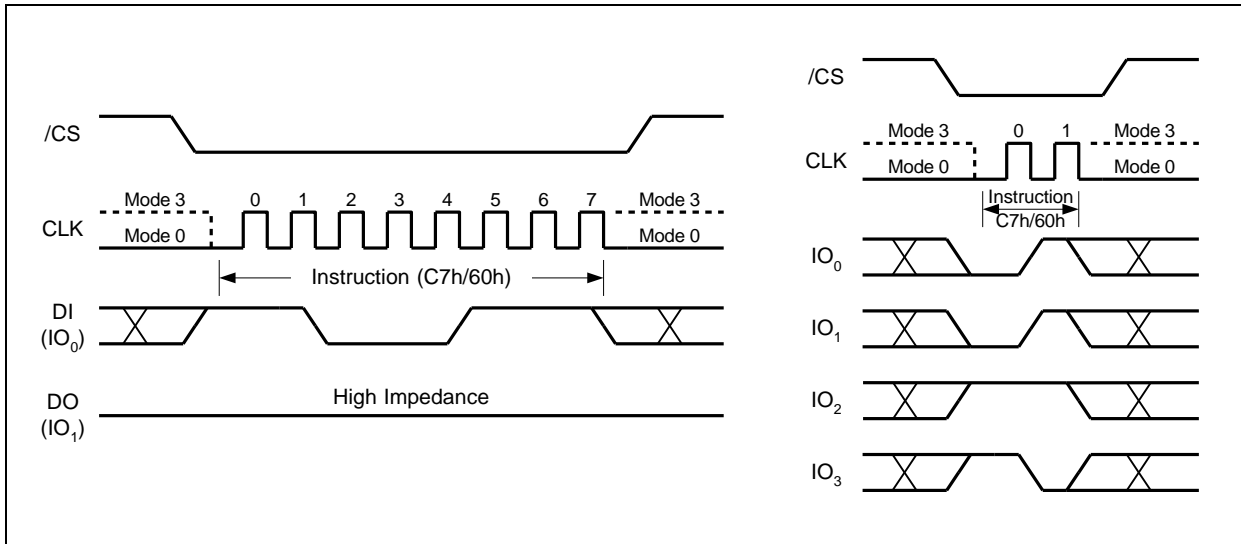 /CS
Mode 3
0 1 2 3 4 5 6 7
Mode 3
CLK
Mode 0
Mode 0
Instruction (C7h/60h)
DI
(IO0)
DO
(IO1)
High Impedance
/CS
Mode 3
0 1
Mode 3
CLK
Mode 0
Mode 0
Instruction
C7h/60h
IO0
IO1
IO2
IO3